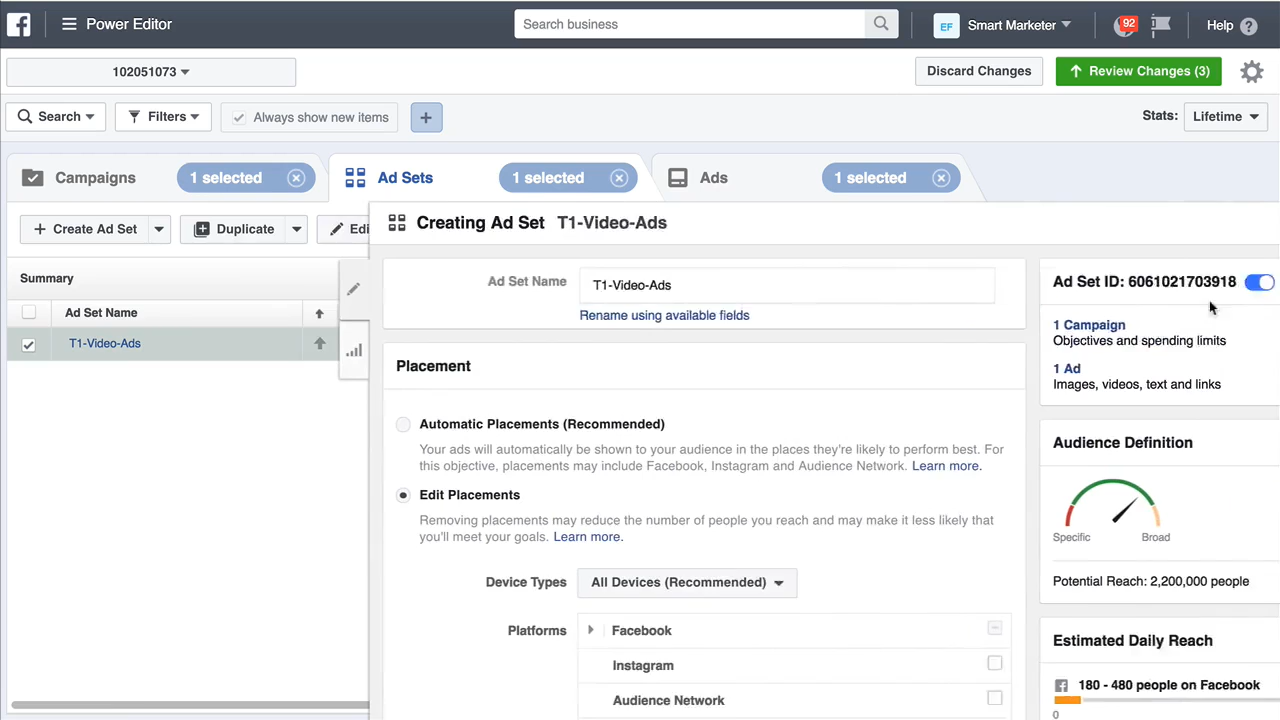 Power Editor
Search business
EF
Smart Marketer
92
Help ?
102051073
Discard Changes
Review Changes (3)
Search
Filters
Always show new items
+
Stats:
Lifetime
Campaigns
1 selected
Ad Sets
1 selected
Ads
1 selected
+ Create Ad Set
Duplicate
Edi
Creating Ad Set T1-Video-Ads
Summary
Ad Set Name
T1-Video-Ads
Ad Set Name
T1-Video-Ads
Rename using available fields
Placement
Automatic Placements (Recommended)
Your ads will automatically be shown to your audience in the places they're likely to perform best. For
this objective, placements may include Facebook, Instagram and Audience Network. Learn more.
Edit Placements
Removing placements may reduce the number of people you reach and may make it less likely that
you'll meet your goals. Learn more.
Device Types
All Devices (Recommended)
Platforms
Facebook
Instagram
Audience Network
Ad Set ID: 6061021703918
1 Campaign
Objectives and spending limits
1 Ad
Images, videos, text and links
Audience Definition
Specific
Broad
Potential Reach: 2,200,000 people
Estimated Daily Reach
180 - 480 people on Facebook
0